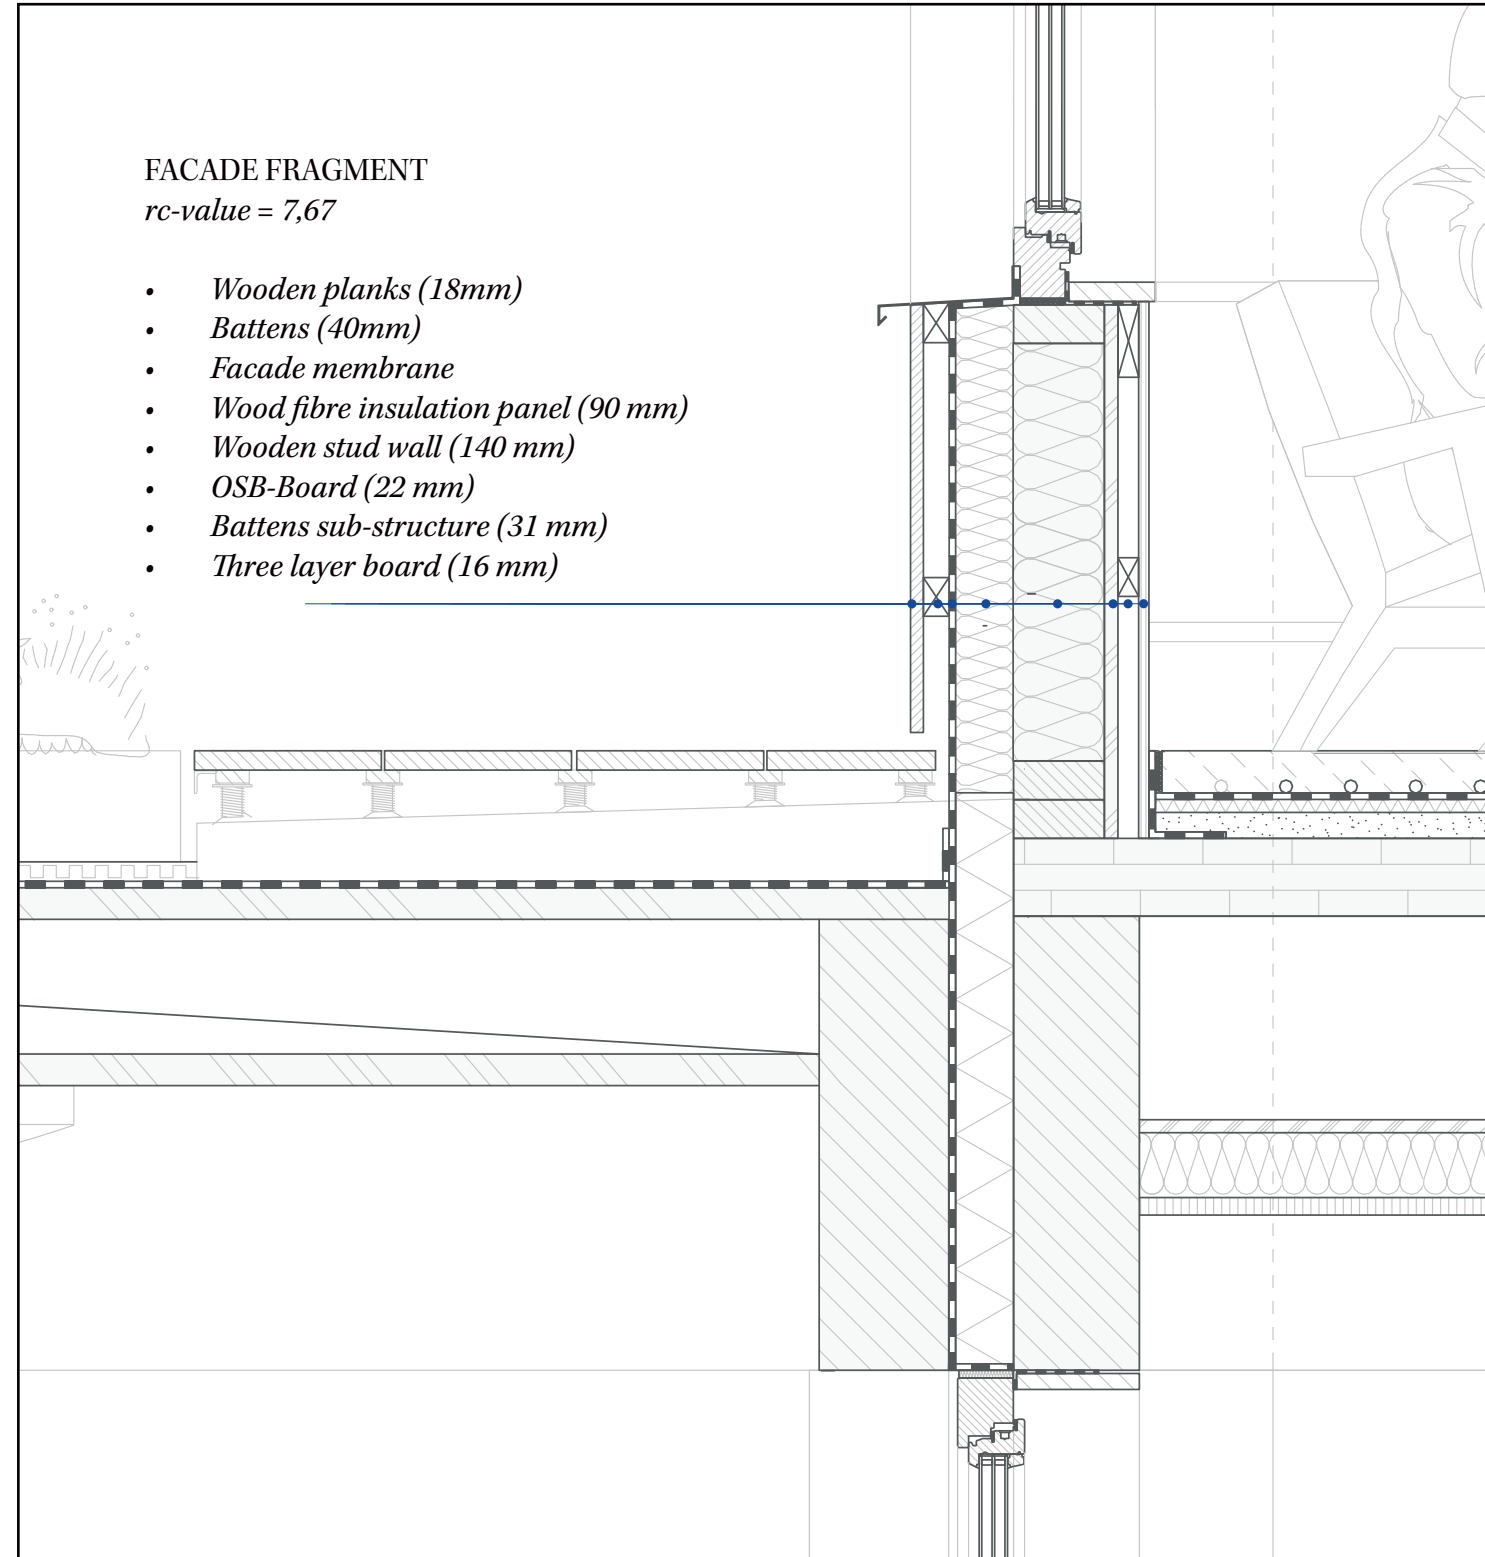 FACADE FRAGMENT
rc-value = 7,67
• Wooden planks (18mm)
• Battens (40mm)
• Facade membrane
• Wood fibre insulation panel (90 mm)
• Wooden stud wall (140 mm)
• OSB-Board (22 mm)
• Battens sub-structure (31 mm)
• Three layer board (16 mm)